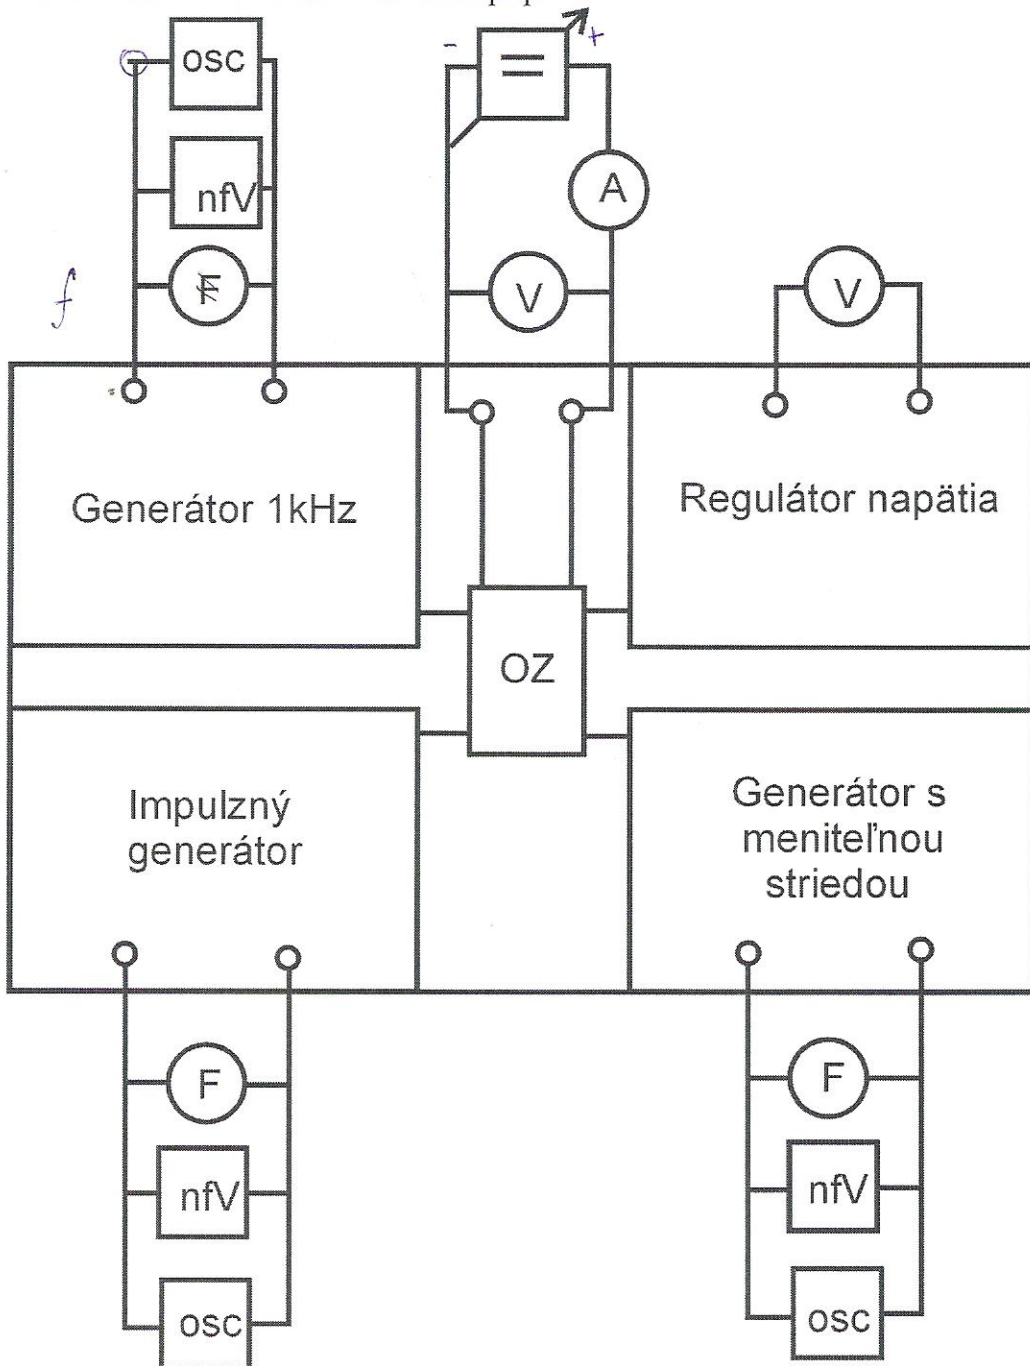 osc
-
+
=
nfV
A
f
F
V
V
Generátor 1kHz
Regulátor napätia
OZ
Impulzný
generátor
Generátor s
meniteľnou
striedou
F
F
nfV
nfV
osc
osc